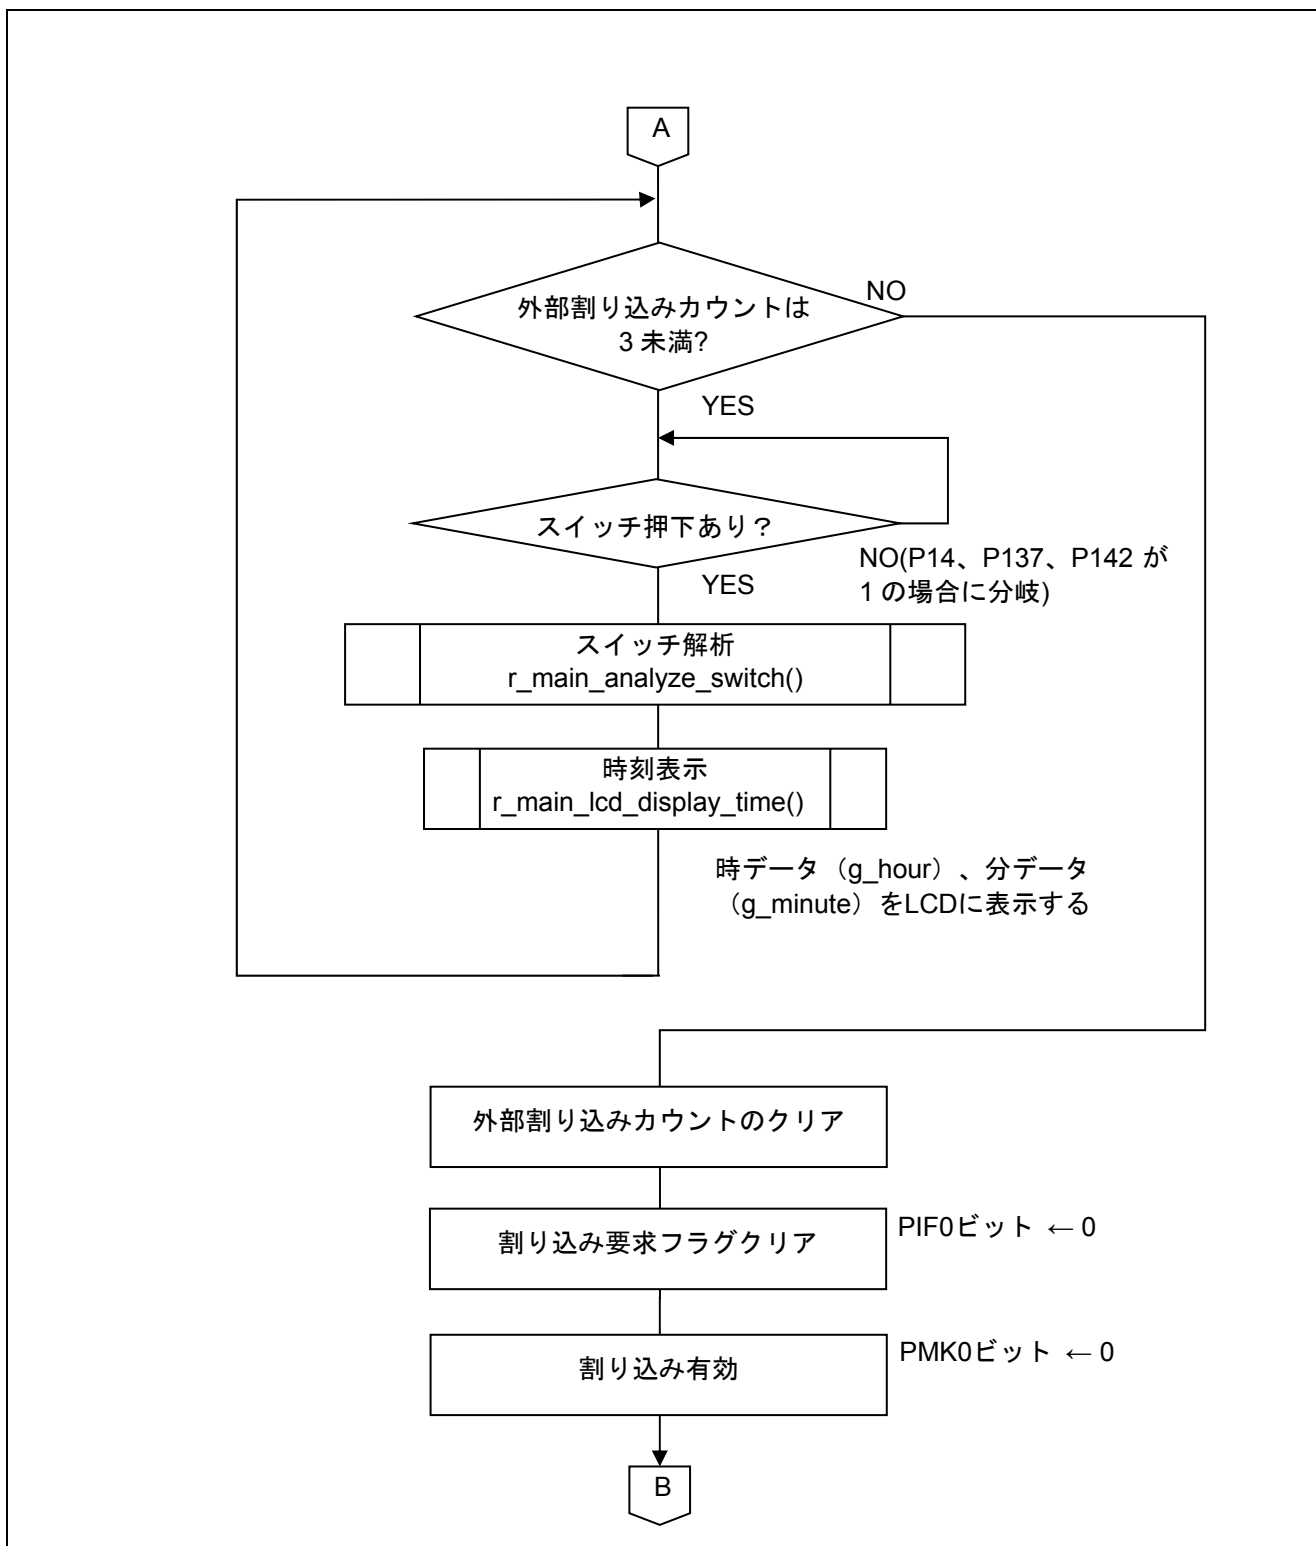 A
外部割り込みカウントは
3 未満?
NO
YES
スイッチ押下あり？
NO(P14、P137、P142 が
1 の場合に分岐)
YES
スイッチ解析
r_main_analyze_switch()
時刻表示
r_main_lcd_display_time()
時データ（g_hour）、分データ
（g_minute）をLCDに表示する
外部割り込みカウントのクリア
割り込み要求フラグクリア
PIF0ビット ← 0
割り込み有効
PMK0ビット ← 0
B